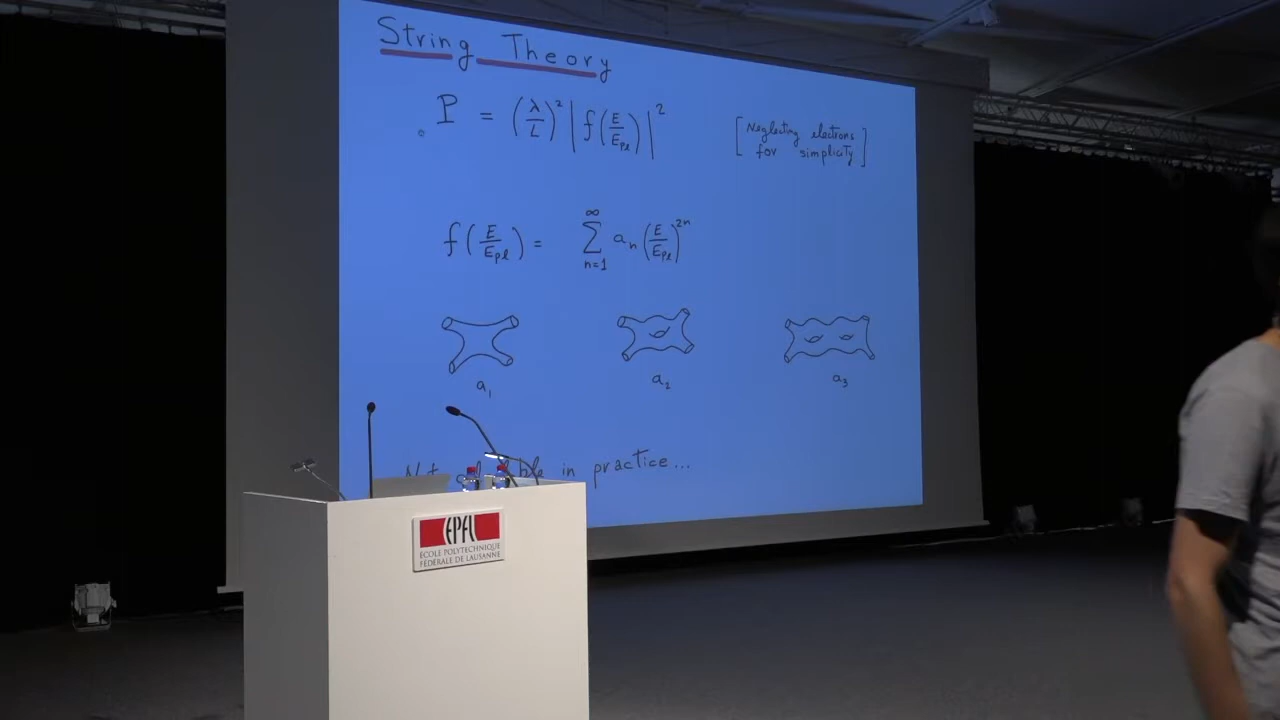 String Theory
P = (λ/L)² |f(E/E_pl)|²
[Neglecting electrons
for simplicity]
f(E/E_pl) = ∑_{n=1}^{∞} a_n (E/E_pl)^{2n}
a₁ a₂ a₃
Not in practice...
EPFL
ECOLE POLYTECHNIQUE
FÉDÉRALE DE LAUSANNE